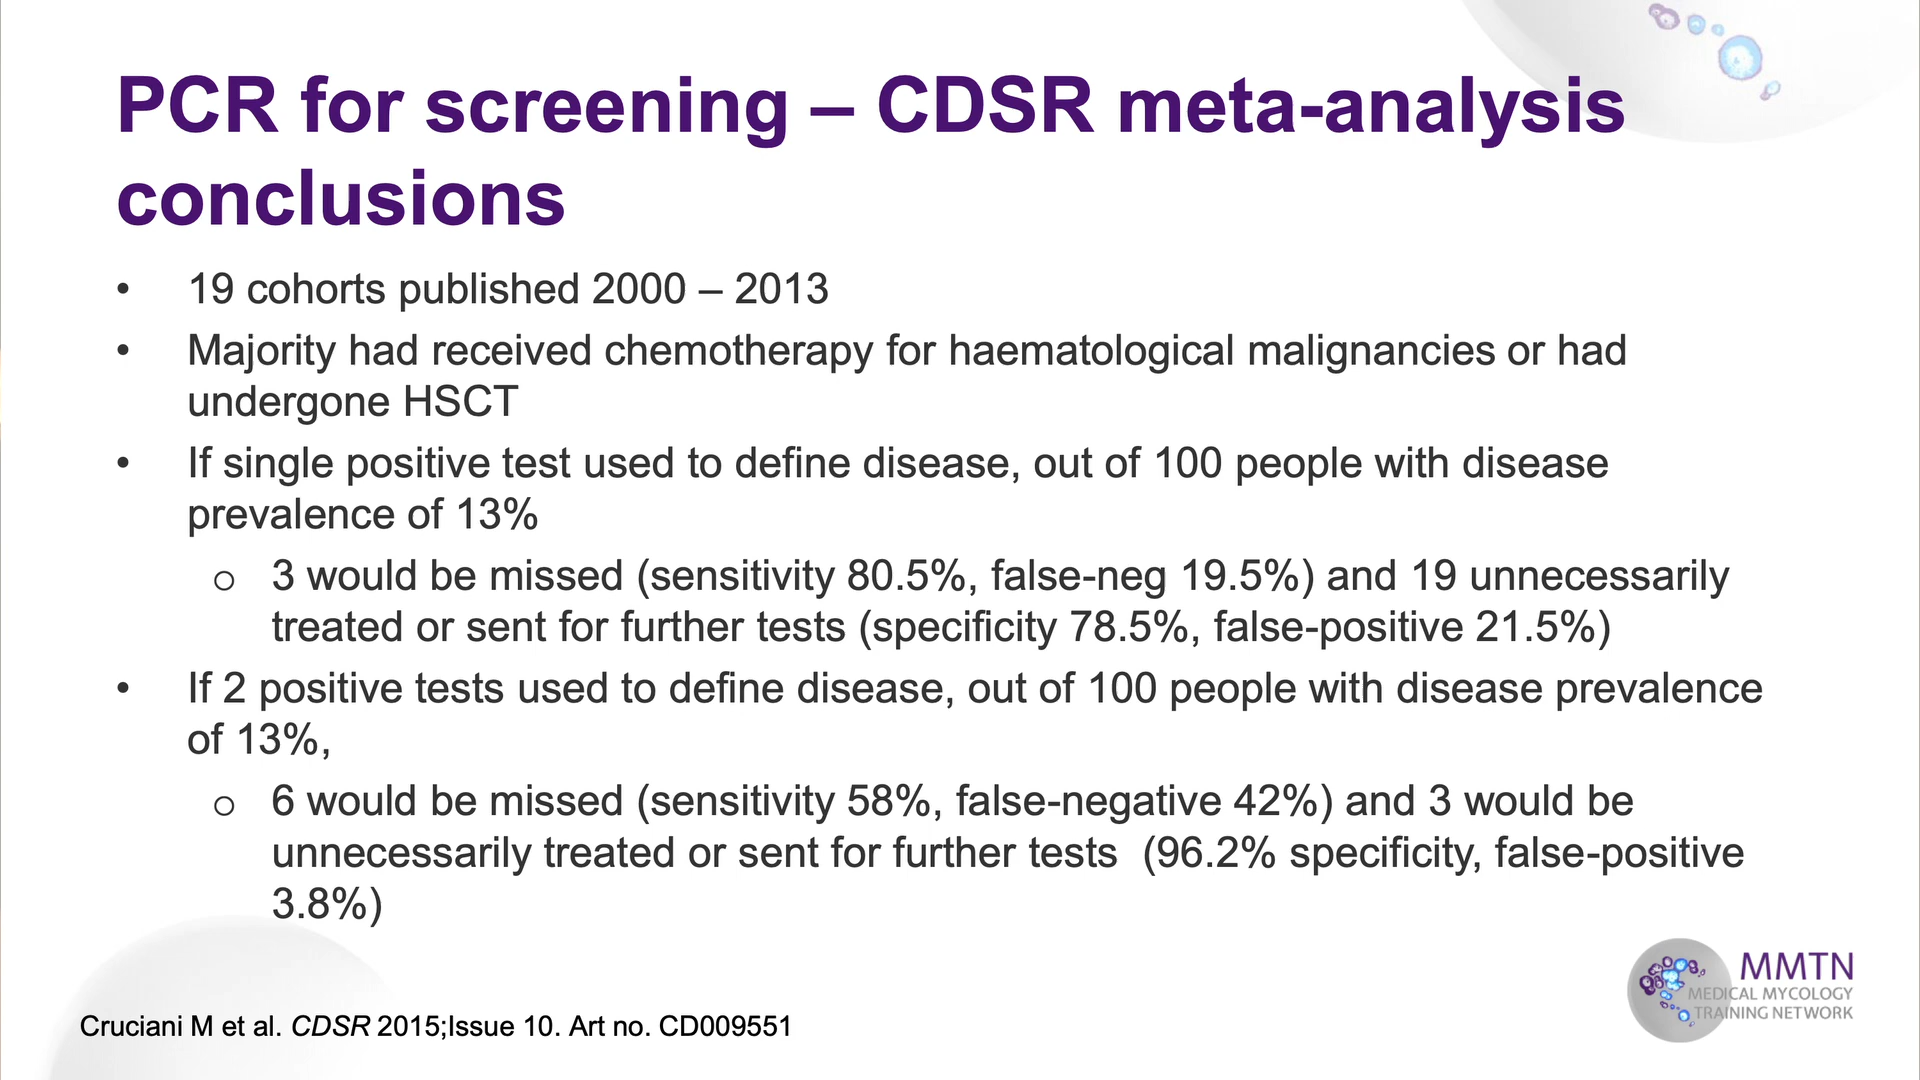 PCR for screening – CDSR meta-analysis
conclusions
• 19 cohorts published 2000 – 2013
• Majority had received chemotherapy for haematological malignancies or had
undergone HSCT
• If single positive test used to define disease, out of 100 people with disease
prevalence of 13%
o 3 would be missed (sensitivity 80.5%, false-neg 19.5%) and 19 unnecessarily
treated or sent for further tests (specificity 78.5%, false-positive 21.5%)
• If 2 positive tests used to define disease, out of 100 people with disease prevalence
of 13%,
o 6 would be missed (sensitivity 58%, false-negative 42%) and 3 would be
unnecessarily treated or sent for further tests  (96.2% specificity, false-positive
3.8%)
Cruciani M et al. CDSR 2015;Issue 10. Art no. CD009551
MMTN
MEDICAL MYCOLOGY
TRAINING NETWORK